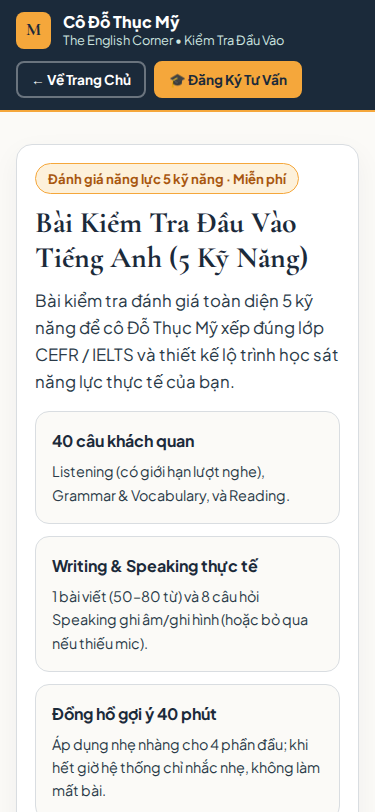 M
Cô Đỗ Thục Mỹ
The English Corner • Kiểm Tra Đầu Vào
← Về Trang Chủ
🎓 Đăng Ký Tư Vấn
Đánh giá năng lực 5 kỹ năng · Miễn phí
Bài Kiểm Tra Đầu Vào
Tiếng Anh (5 Kỹ Năng)
Bài kiểm tra đánh giá toàn diện 5 kỹ
năng để cô Đỗ Thục Mỹ xếp đúng lớp
CEFR / IELTS và thiết kế lộ trình học sát
năng lực thực tế của bạn.
40 câu khách quan
Listening (có giới hạn lượt nghe),
Grammar & Vocabulary, và Reading.
Writing & Speaking thực tế
1 bài viết (50–80 từ) và 8 câu hỏi
Speaking ghi âm/ghi hình (hoặc bỏ qua
nếu thiếu mic).
Đồng hồ gợi ý 40 phút
Áp dụng nhẹ nhàng cho 4 phần đầu; khi
hết giờ hệ thống chỉ nhắc nhẹ, không làm
mất bài.